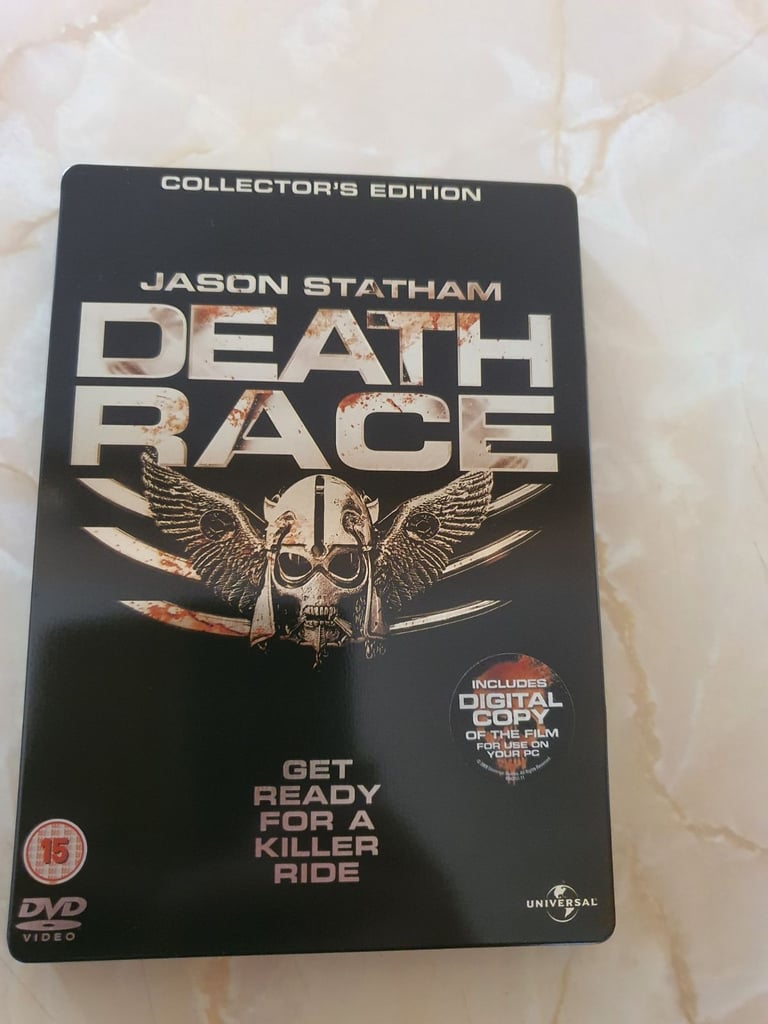 COLLECTOR'S EDITION
JASON STATHAM
DEATH
RACE
INCLUDES
DIGITAL
COPY
OF THE FILM
FOR USE ON
YOUR PC
GET
READY
FOR A
KILLER
RIDE
15
DVD
VIDEO
UNIVERSAL